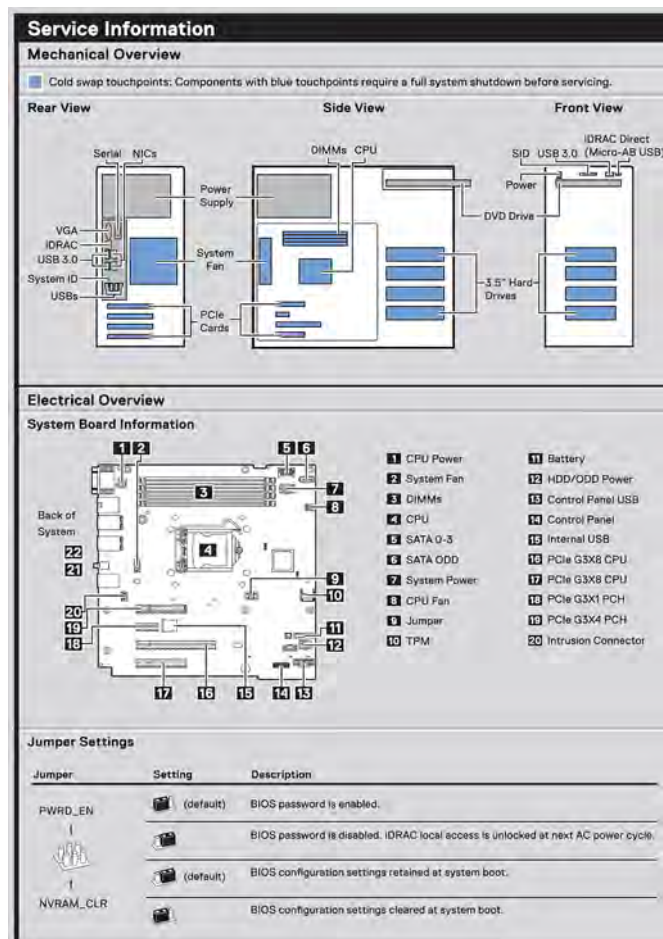 Service Information
Mechanical Overview
Cold swap touchpoints: Components with blue touchpoints require a full system shutdown before servicing.
Rear View
Side View
Front View
Serial NICs
Power Supply
VGA
iDRAC
USB 3.0
System ID
USBs
System Fan
PCIe Cards
DIMMs CPU
DVD Drive
3.5" Hard Drives
SID USB 3.0
iDRAC Direct
(Micro-AB USB)
Power
Electrical Overview
System Board Information
Back of System
1 2 3 4 5 6 7 8 9 10 11 12 13 14 15 16 17 18 19 20 21 22
1 CPU Power
2 System Fan
3 DIMMs
4 CPU
5 SATA 0-3
6 SATA ODD
7 System Power
8 CPU Fan
9 Jumper
10 TPM
11 Battery
12 HDD/ODD Power
13 Control Panel USB
14 Control Panel
15 Internal USB
16 PCIe G3X8 CPU
17 PCIe G3X8 CPU
18 PCIe G3X1 PCH
19 PCIe G3X4 PCH
20 Intrusion Connector
Jumper Settings
Jumper Setting Description
PWRD_EN
(default) BIOS password is enabled.
BIOS password is disabled. iDRAC local access is unlocked at next AC power cycle.
(default) BIOS configuration settings retained at system boot.
NVRAM_CLR
BIOS configuration settings cleared at system boot.